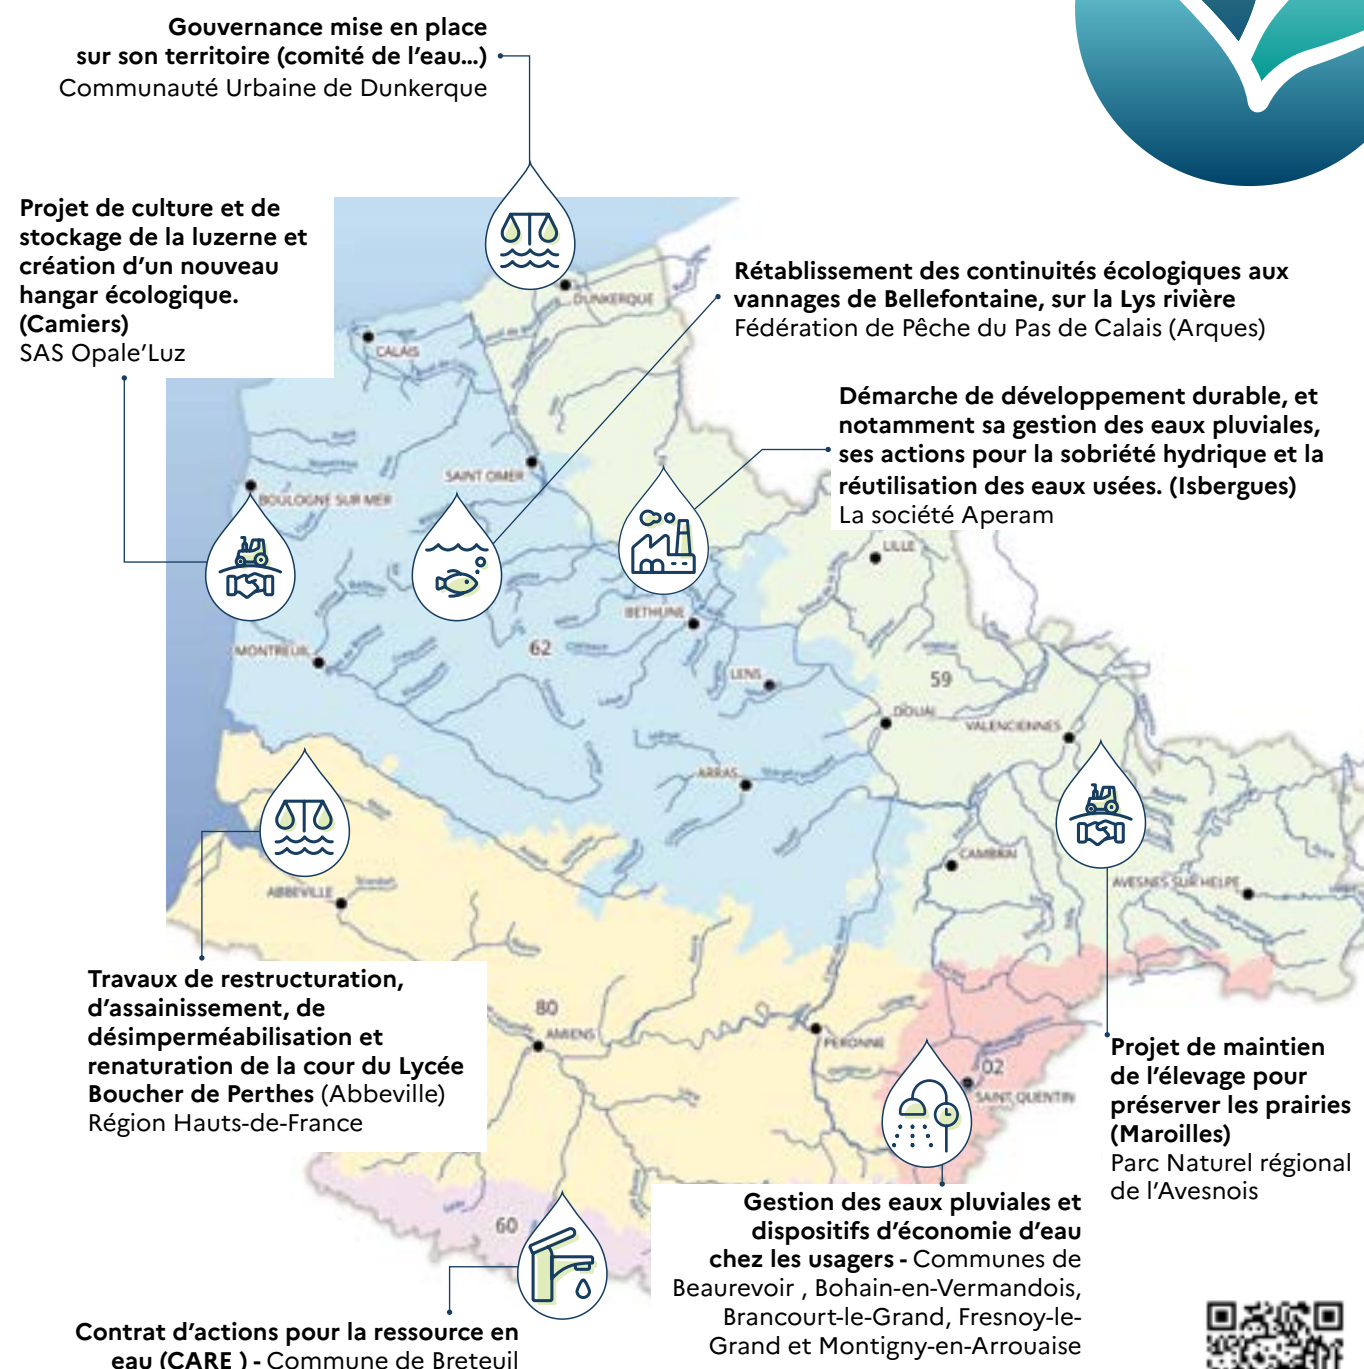 Gouvernance mise en place
sur son territoire (comité de l'eau...)
Communauté Urbaine de Dunkerque
Projet de culture et de
stockage de la luzerne et
création d'un nouveau
hangar écologique.
(Camiers)
SAS Opale'Luz
Rétablissement des continuités écologiques aux
vannages de Bellefontaine, sur la Lys rivière
Fédération de Pêche du Pas de Calais (Arques)
Démarche de développement durable, et
notamment sa gestion des eaux pluviales,
ses actions pour la sobriété hydrique et la
réutilisation des eaux usées. (Isbergues)
La société Aperam
DUNKERQUE
CALAIS
SAINT OMER
BOULOGNE SUR MER
LILLE
BETHUNE
62
MONTREUIL
LENS
59
DOUAI
VALENCIENNES
ARRAS
CAMBRAI
AVESNES SUR HELPE
ABBEVILLE
80
AMIENS
PERONNE
02
SAINT QUENTIN
60
Travaux de restructuration,
d'assainissement, de
désimperméabilisation et
renaturation de la cour du Lycée
Boucher de Perthes (Abbeville)
Région Hauts-de-France
Projet de maintien
de l'élevage pour
préserver les prairies
(Maroilles)
Parc Naturel régional
de l'Avesnois
Gestion des eaux pluviales et
dispositifs d'économie d'eau
chez les usagers - Communes de
Beaurevoir , Bohain-en-Vermandois,
Brancourt-le-Grand, Fresnoy-le-
Grand et Montigny-en-Arrouaise
Contrat d'actions pour la ressource en
eau (CARE ) - Commune de Breteuil